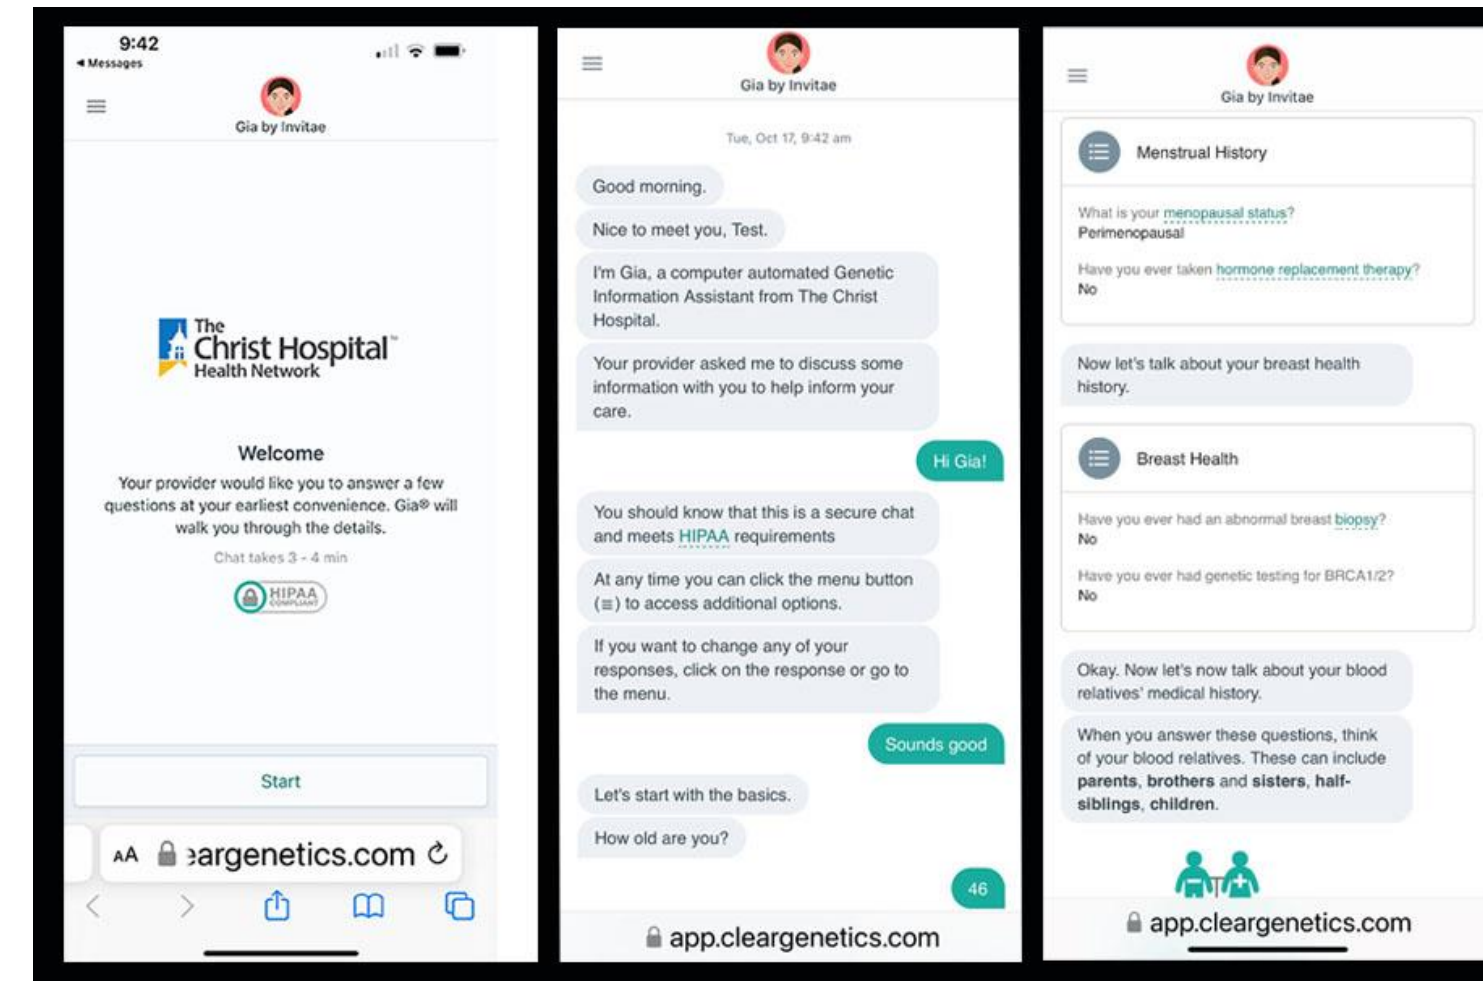 9:42
Messages
Gia by Invitae
The
Christ Hospital™
Health Network
Welcome
Your provider would like you to answer a few
questions at your earliest convenience. Gia® will
walk you through the details.
Chat takes 3 - 4 min
HIPAA
COMPLIANT
Start
AA eargenetics.com
Gia by Invitae
Tue, Oct 17, 9:42 am
Good morning.
Nice to meet you, Test.
I'm Gia, a computer automated Genetic
Information Assistant from The Christ
Hospital.
Your provider asked me to discuss some
information with you to help inform your
care.
Hi Gia!
You should know that this is a secure chat
and meets HIPAA requirements
At any time you can click the menu button
(≡) to access additional options.
If you want to change any of your
responses, click on the response or go to
the menu.
Sounds good
Let's start with the basics.
How old are you?
46
app.cleargenetics.com
Gia by Invitae
Menstrual History
What is your menopausal status?
Perimenopausal
Have you ever taken hormone replacement therapy?
No
Now let's talk about your breast health
history.
Breast Health
Have you ever had an abnormal breast biopsy?
No
Have you ever had genetic testing for BRCA1/2?
No
Okay. Now let's now talk about your blood
relatives' medical history.
When you answer these questions, think
of your blood relatives. These can include
parents, brothers and sisters, half-
siblings, children.
app.cleargenetics.com